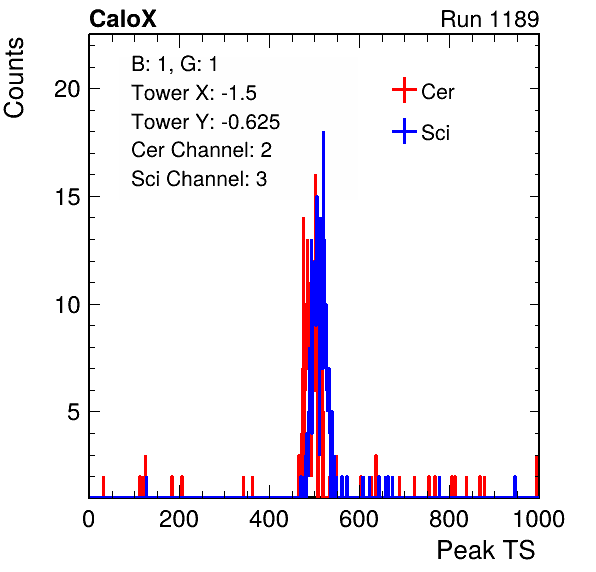 CaloX Run 1189
Counts
B: 1, G: 1
Tower X: -1.5
Tower Y: -0.625
Cer Channel: 2
Sci Channel: 3
Cer
Sci
20
15
10
5
0 200 400 600 800 1000
Peak TS